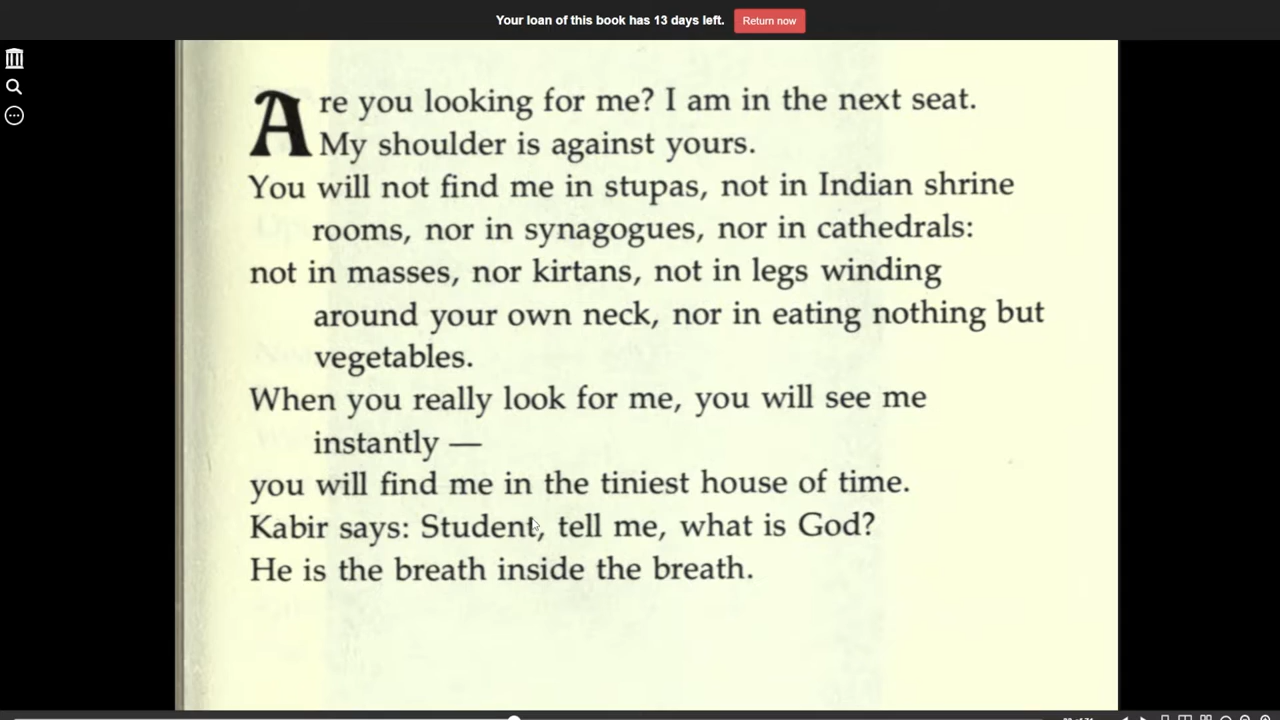 Your loan of this book has 13 days left. Return now
Are you looking for me? I am in the next seat.
My shoulder is against yours.
You will not find me in stupas, not in Indian shrine
rooms, nor in synagogues, nor in cathedrals:
not in masses, nor kirtans, not in legs winding
around your own neck, nor in eating nothing but
vegetables.
When you really look for me, you will see me
instantly —
you will find me in the tiniest house of time.
Kabir says: Student, tell me, what is God?
He is the breath inside the breath.